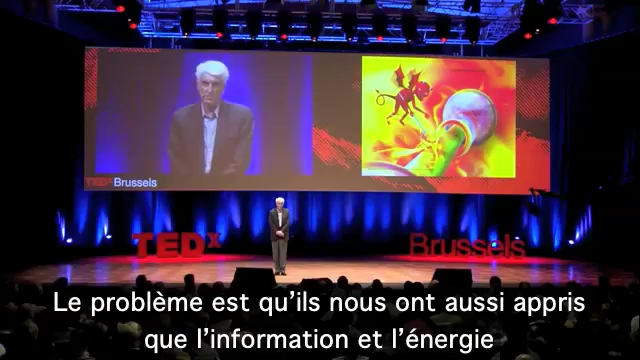 TEDxBrussels
TEDx
Brussels
Le problème est qu'ils nous ont aussi appris
que l'information et l'énergie